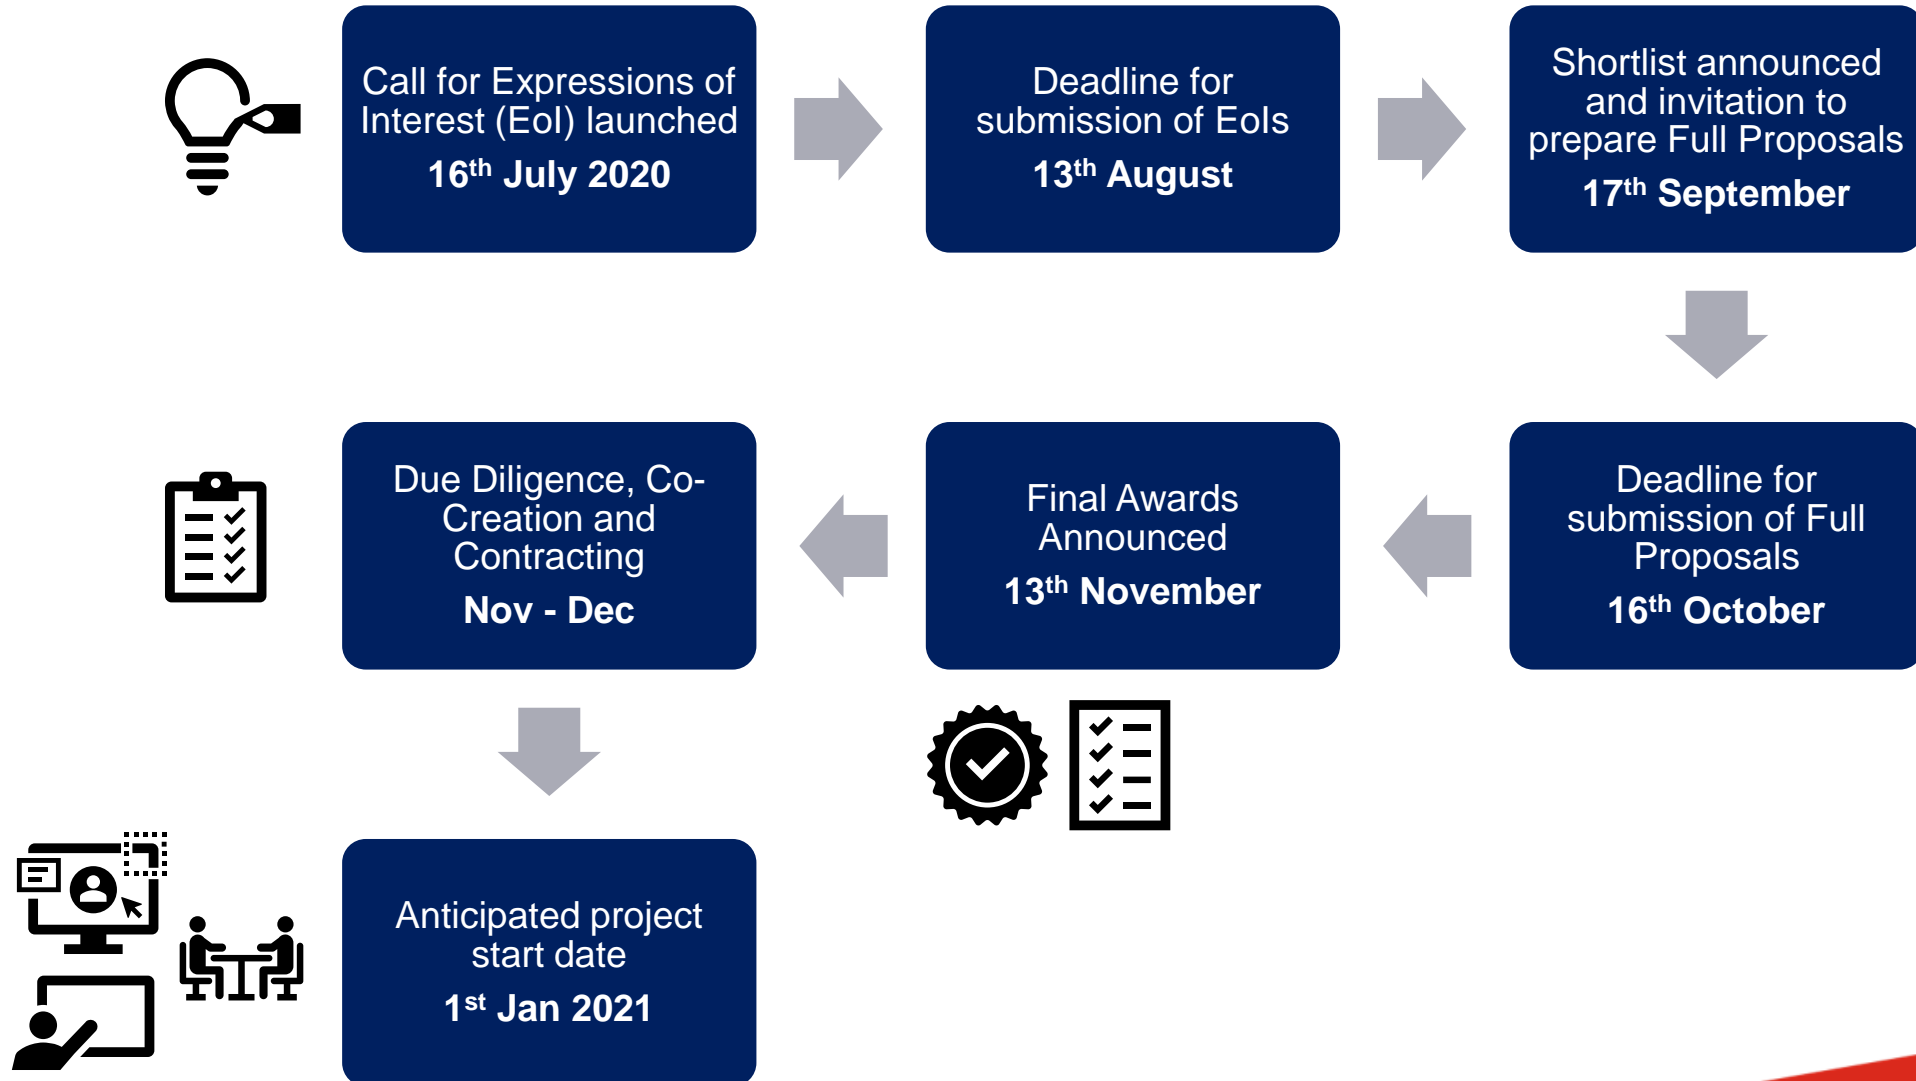 Call for Expressions of
Interest (EoI) launched
16th July 2020
Deadline for
submission of EoIs
13th August
Shortlist announced
and invitation to
prepare Full Proposals
17th September
Deadline for
submission of Full
Proposals
16th October
Final Awards
Announced
13th November
Due Diligence, Co-
Creation and
Contracting
Nov - Dec
Anticipated project
start date
1st Jan 2021